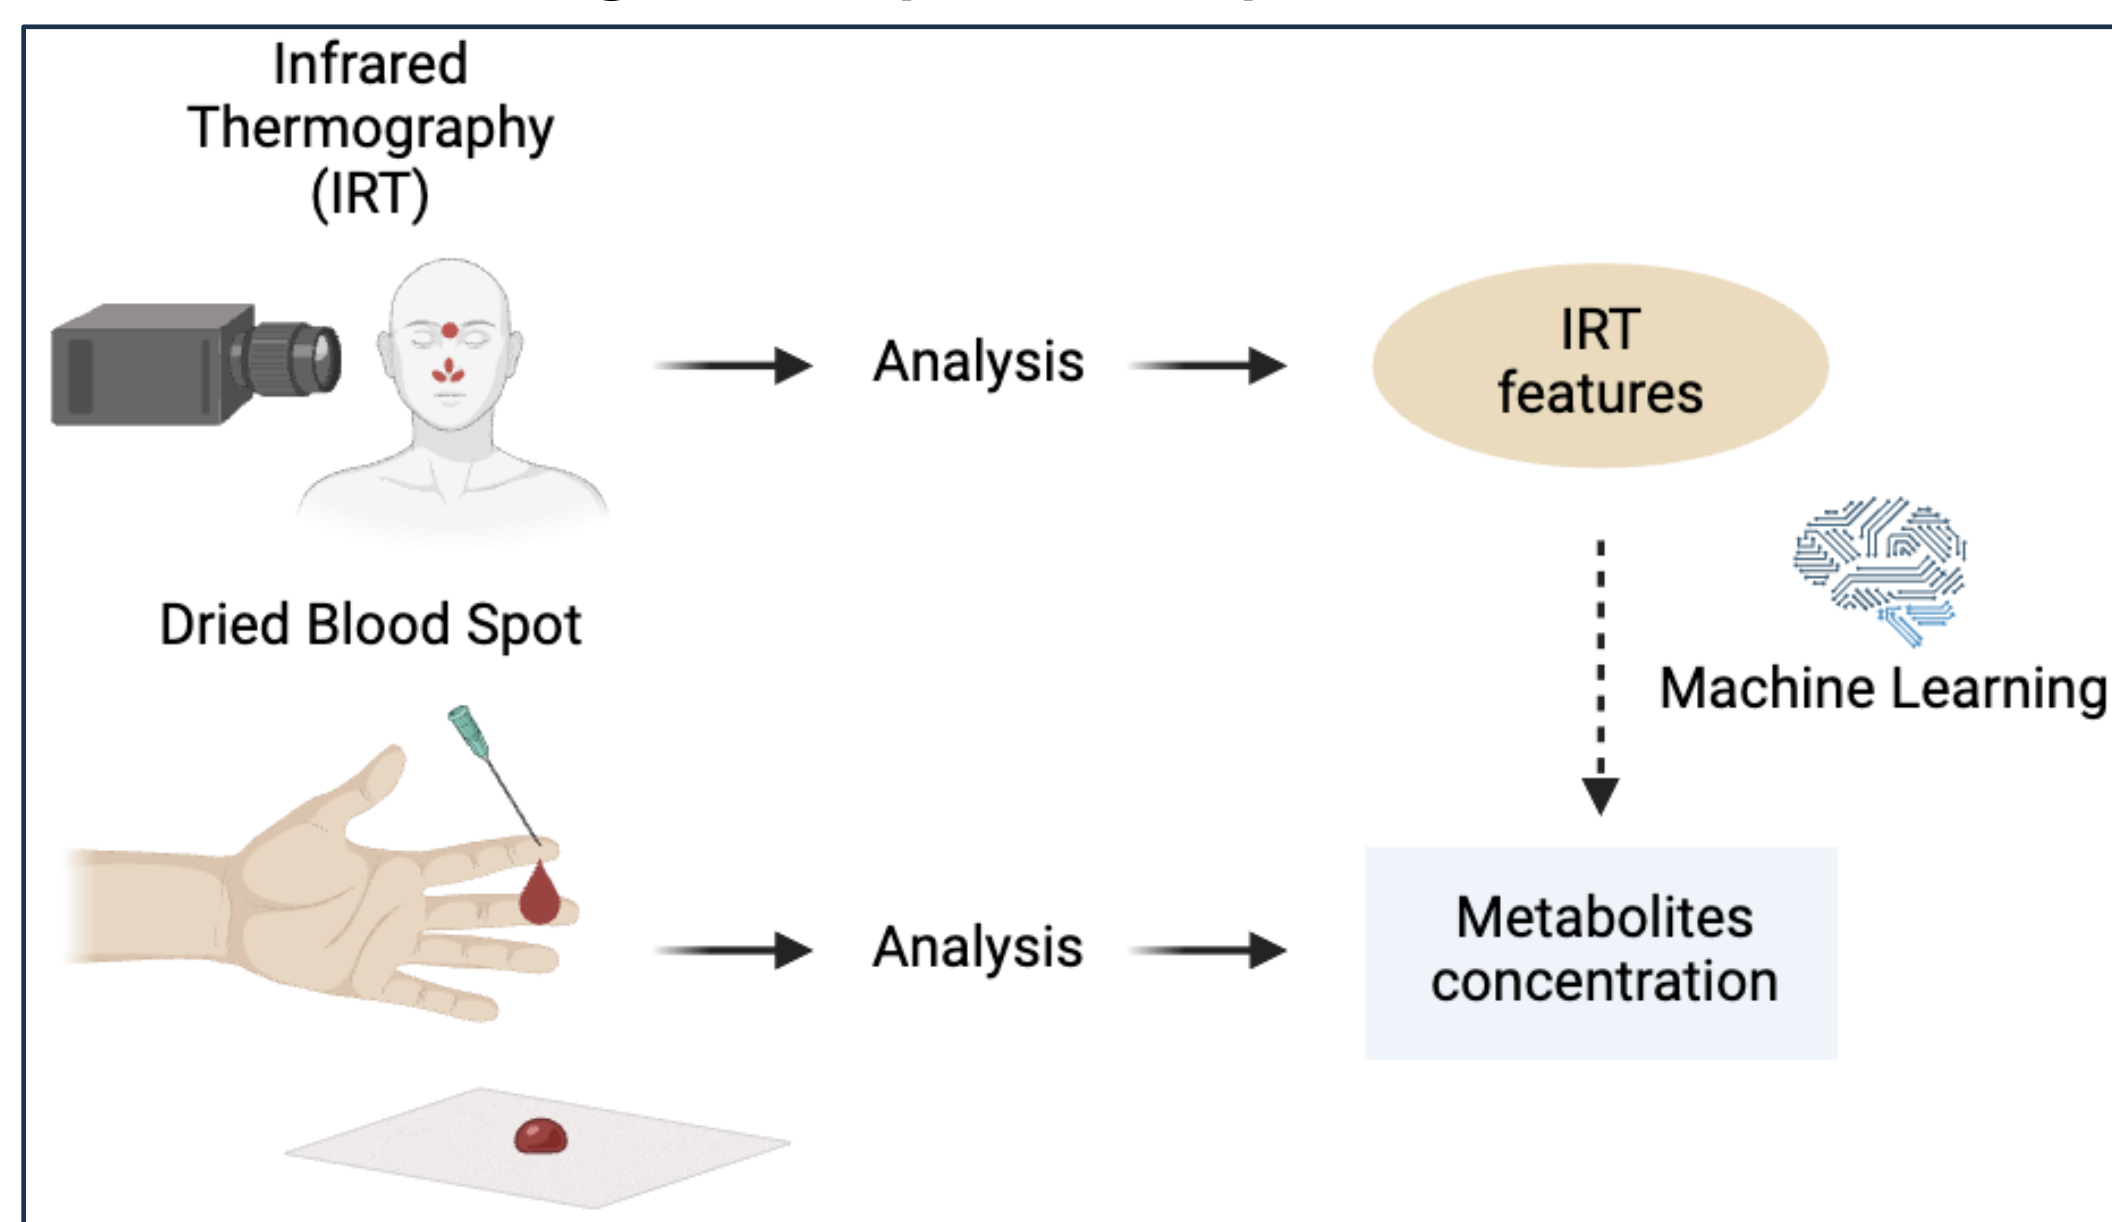 Infrared
Thermography
(IRT)
Analysis
IRT
features
Machine Learning
Dried Blood Spot
Analysis
Metabolites
concentration